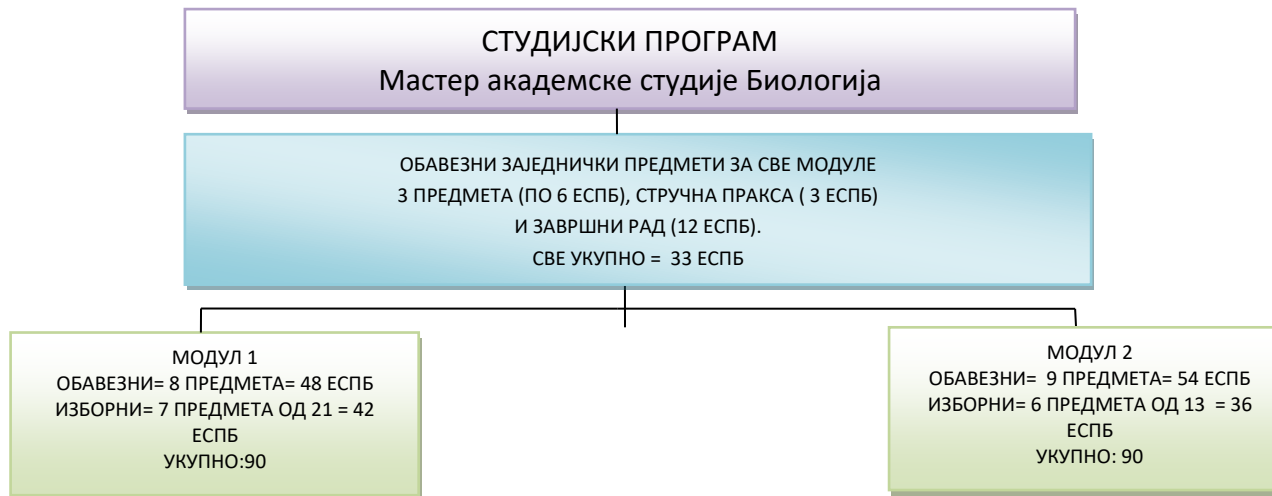 СТУДИЈСКИ ПРОГРАМ
Мастер академске студије Биологија
ОБАВЕЗНИ ЗАЈЕДНИЧКИ ПРЕДМЕТИ ЗА СВЕ МОДУЛЕ
3 ПРЕДМЕТА (ПО 6 ЕСПБ), СТРУЧНА ПРАКСА ( 3 ЕСПБ)
И ЗАВРШНИ РАД (12 ЕСПБ).
СВЕ УКУПНО = 33 ЕСПБ
МОДУЛ 1
ОБАВЕЗНИ= 8 ПРЕДМЕТА= 48 ЕСПБ
ИЗБОРНИ= 7 ПРЕДМЕТА ОД 21 = 42
ЕСПБ
УКУПНО:90
МОДУЛ 2
ОБАВЕЗНИ= 9 ПРЕДМЕТА= 54 ЕСПБ
ИЗБОРНИ= 6 ПРЕДМЕТА ОД 13 = 36
ЕСПБ
УКУПНО: 90